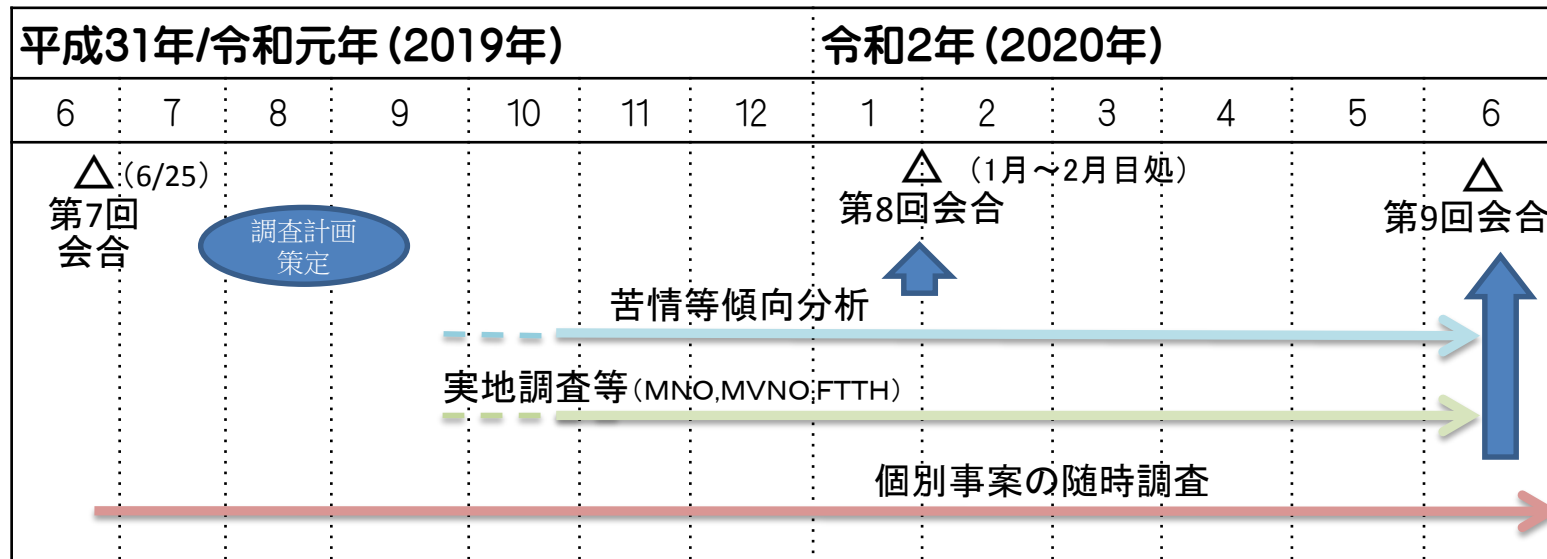 平成31年/令和元年(2019年) 令和2年(2020年)
6 7 8 9 10 11 12 1 2 3 4 5 6
△(6/25) △ (1月～2月目処) △
第7回
会合
第8回会合
第9回会合
調査計画
策定
苦情等傾向分析
実地調査等(MNO,MVNO,FTTH)
個別事案の随時調査